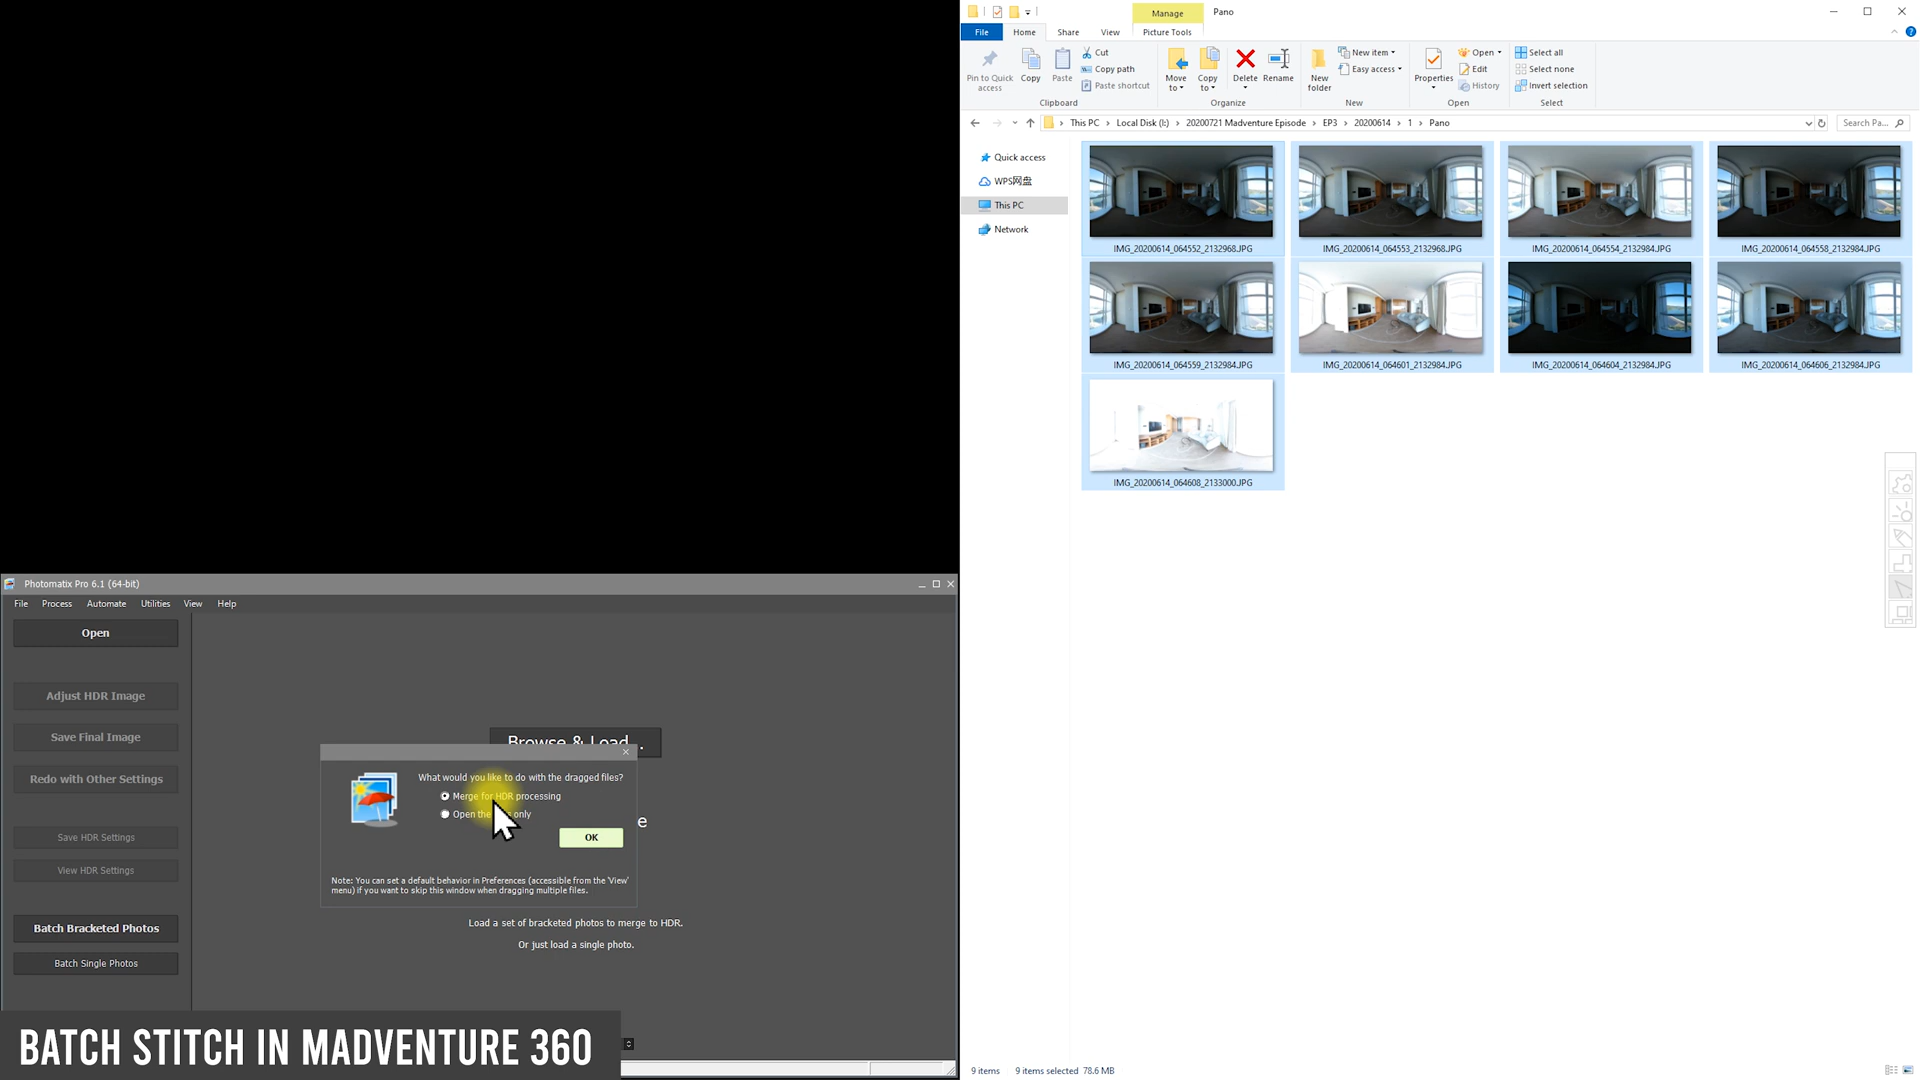 Manage
Pano
File
Home
Share
View
Picture Tools
Pin to Quick access
Copy
Paste
Cut
Copy path
Paste shortcut
Clipboard
Move to
Copy to
Delete
Rename
Organize
New folder
New item
Easy access
New
Properties
Open
Edit
History
Open
Select all
Select none
Invert selection
Select
This PC > Local Disk (I:) > 20200721 Madventure Episode > EP3 > 20200614 > 1 > Pano
Search Pa...
Quick access
WPS网盘
This PC
Network
IMG_20200614_064552_2132968.JPG
IMG_20200614_064553_2132968.JPG
IMG_20200614_064554_2132984.JPG
IMG_20200614_064558_2132984.JPG
IMG_20200614_064559_2132984.JPG
IMG_20200614_064601_2132984.JPG
IMG_20200614_064604_2132984.JPG
IMG_20200614_064606_2132984.JPG
IMG_20200614_064608_2133000.JPG
9 items
9 items selected 78.6 MB
Photomatix Pro 6.1 (64-bit)
File
Process
Automate
Utilities
View
Help
Open
Adjust HDR Image
Save Final Image
Redo with Other Settings
Save HDR Settings
View HDR Settings
Batch Bracketed Photos
Batch Single Photos
Browse & Load
What would you like to do with the dragged files?
Merge for HDR processing
Open the only
OK
Note: You can set a default behavior in Preferences (accessible from the 'View'
menu) if you want to skip this window when dragging multiple files.
Load a set of bracketed photos to merge to HDR.
Or just load a single photo.
BATCH STITCH IN MADVENTURE 360